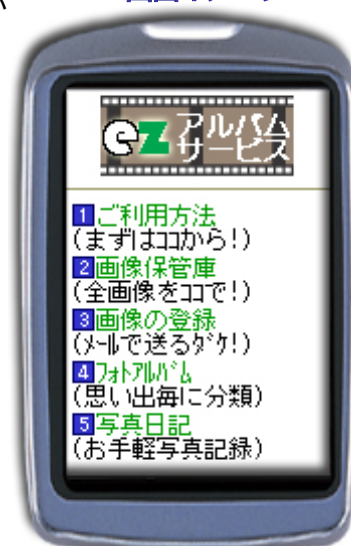 ez アルバム
サービス
1ご利用方法
(まずはｺｺから!)
2画像保管庫
(全画像をｺｺで!)
3画像の登録
(ﾒｰﾙで送るﾀﾞｹ!)
4ﾌｫﾄｱﾙﾊﾞﾑ
(思い出毎に分類)
5写真日記
(お手軽写真記録)